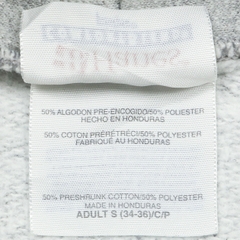 Hanes
50% ALGODON PRE-ENCOGIDO/50% POLIESTER
HECHO EN HONDURAS
50% COTON PRÉRÉTRÉCI/50% POLYESTER
FABRIQUÉ AU HONDURAS
50% PRESHRUNK COTTON/50% POLYESTER
MADE IN HONDURAS
ADULT S (34-36)/C/P